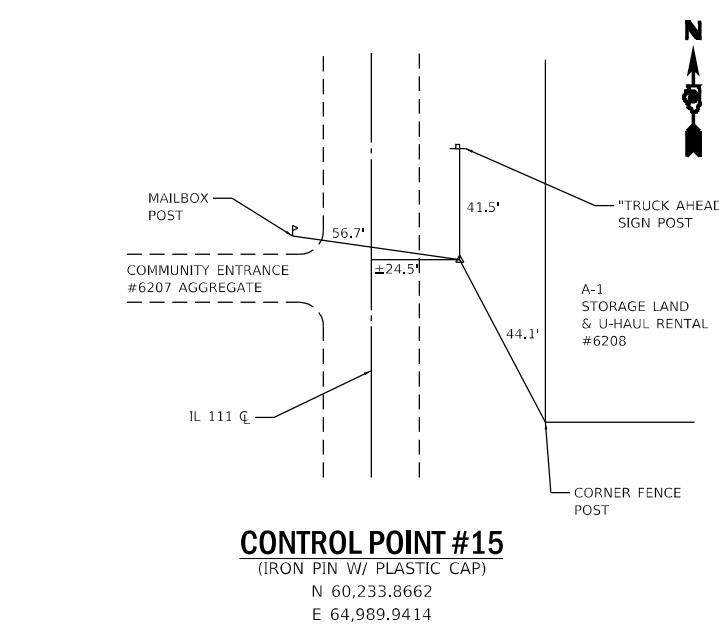 N
MAILBOX
POST
56.7'
41.5'
"TRUCK AHEAD
SIGN POST
±24.5'
COMMUNITY ENTRANCE
#6207 AGGREGATE
A-1
STORAGE LAND
& U-HAUL RENTAL
#6208
44.1'
IL 111 ℄
CORNER FENCE
POST
CONTROL POINT #15
(IRON PIN W/ PLASTIC CAP)
N 60,233.8662
E 64,989.9414